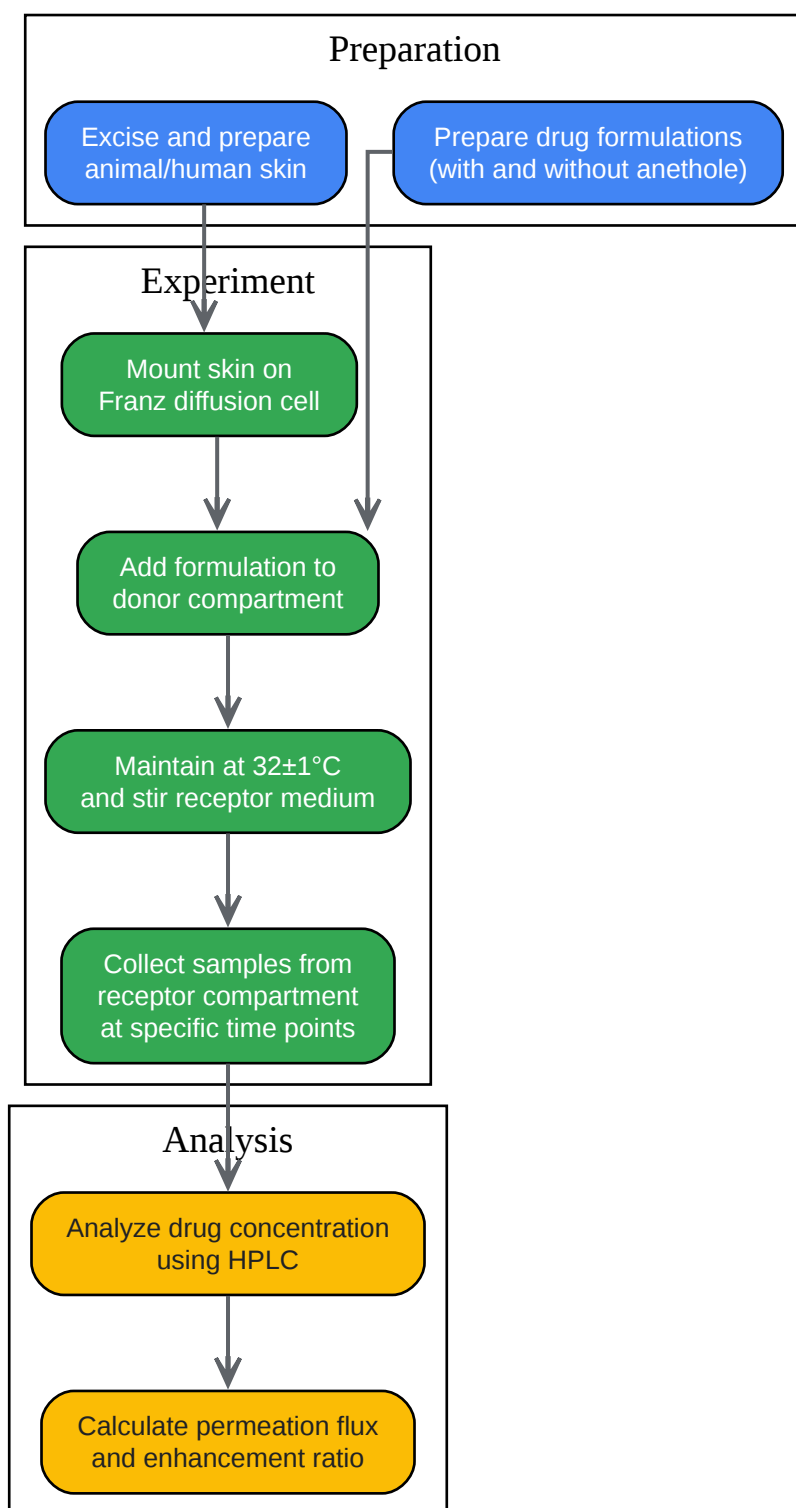 Preparation
Excise and prepare
animal/human skin
Prepare drug formulations
(with and without anethole)
Experiment
Mount skin on
Franz diffusion cell
Add formulation to
donor compartment
Maintain at 32±1°C
and stir receptor medium
Collect samples from
receptor compartment
at specific time points
Analysis
Analyze drug concentration
using HPLC
Calculate permeation flux
and enhancement ratio